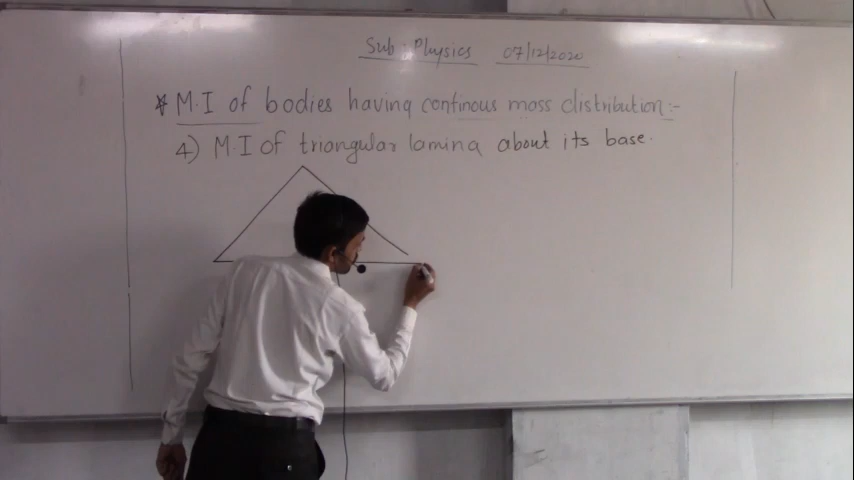 Sub: Physics 07/12/2020
* M.I of bodies having continous mass distribution:-
4) M.I of triangular lamina about its base.